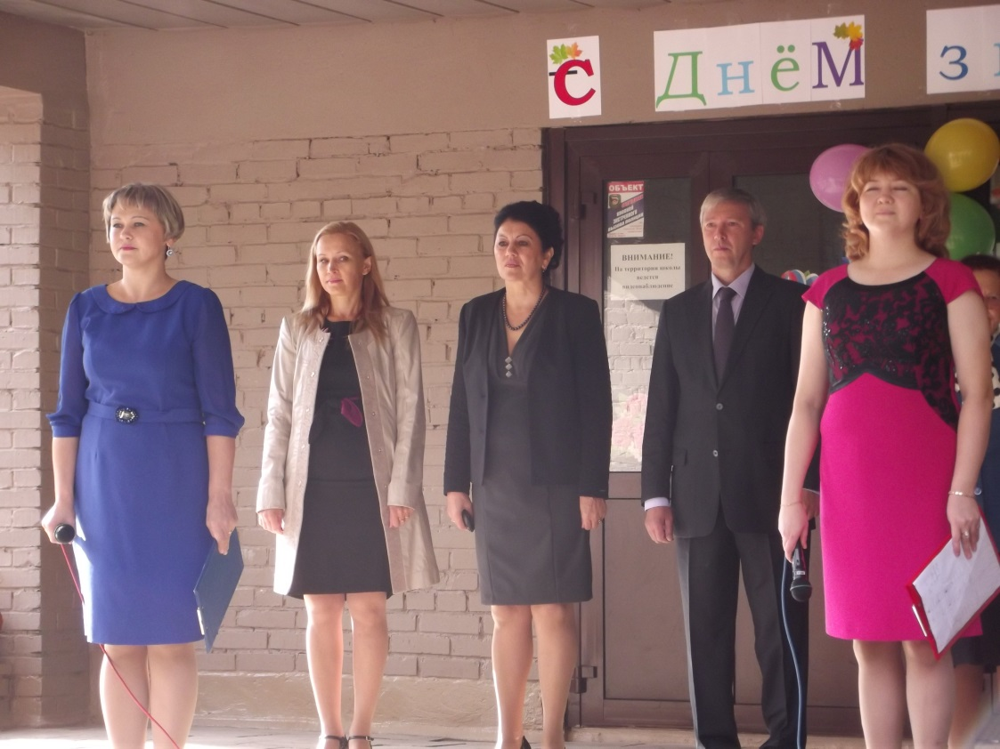 С Днём з
ОБЪЕКТ
ВНИМАНИЕ!
На территории школы
ведется
видеонаблюдение